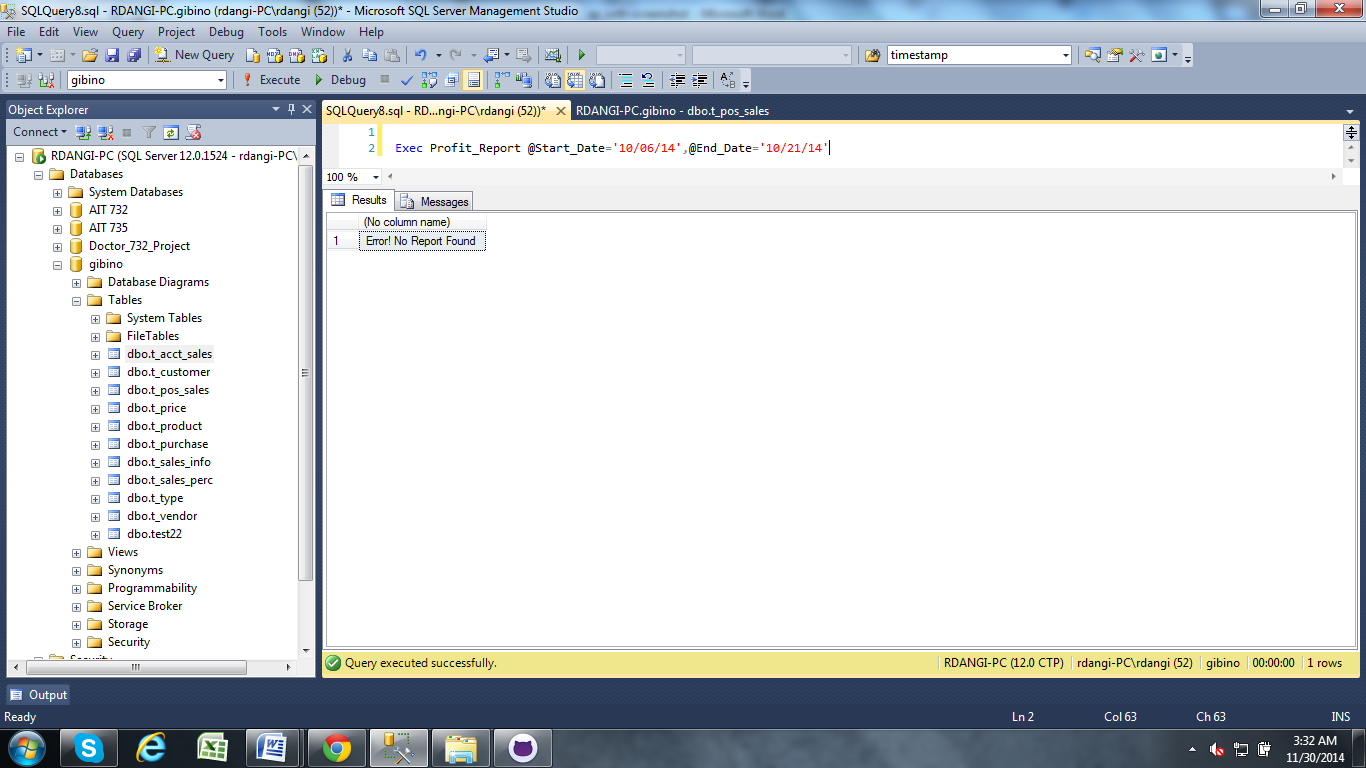 SQLQuery8.sql - RDANGI-PC.gibino (rdangi-PC\rdangi (52))* - Microsoft SQL Server Management Studio
File Edit View Query Project Debug Tools Window Help
New Query timestamp
gibino Execute Debug
Object Explorer
Connect
RDANGI-PC (SQL Server 12.0.1524 - rdangi-PC\
Databases
System Databases
AIT 732
AIT 735
Doctor_732_Project
gibino
Database Diagrams
Tables
System Tables
FileTables
dbo.t_acct_sales
dbo.t_customer
dbo.t_pos_sales
dbo.t_price
dbo.t_product
dbo.t_purchase
dbo.t_sales_info
dbo.t_sales_perc
dbo.t_type
dbo.t_vendor
dbo.test22
Views
Synonyms
Programmability
Service Broker
Storage
Security
Security
SQLQuery8.sql - RD...ngi-PC\rdangi (52))* RDANGI-PC.gibino - dbo.t_pos_sales
1
2 Exec Profit_Report @Start_Date='10/06/14',@End_Date='10/21/14'
100 %
Results Messages
(No column name)
1 Error! No Report Found
Query executed successfully. RDANGI-PC (12.0 CTP) rdangi-PC\rdangi (52) gibino 00:00:00 1 rows
Output
Ready Ln 2 Col 63 Ch 63 INS
3:32 AM
11/30/2014